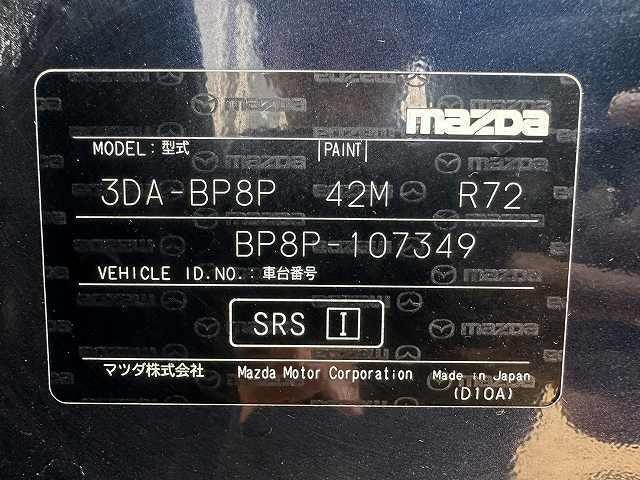 mazda
MODEL : 型式 |PAINT|
3DA-BP8P 42M R72
BP8P-107349
VEHICLE ID.NO. : 車台番号
SRS I
マツダ株式会社 Mazda Motor Corporation Made in Japan
(D10A)